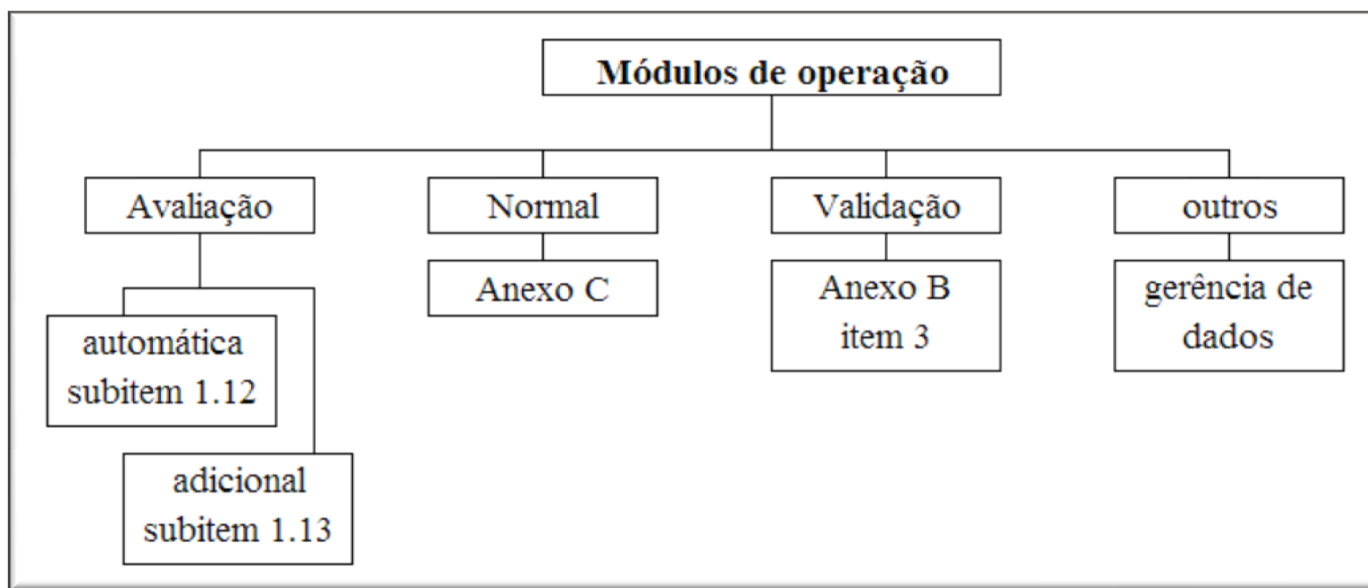 Módulos de operação
Avaliação
Normal
Validação
outros
automática
subitem 1.12
adicional
subitem 1.13
Anexo C
Anexo B
item 3
gerência de
dados